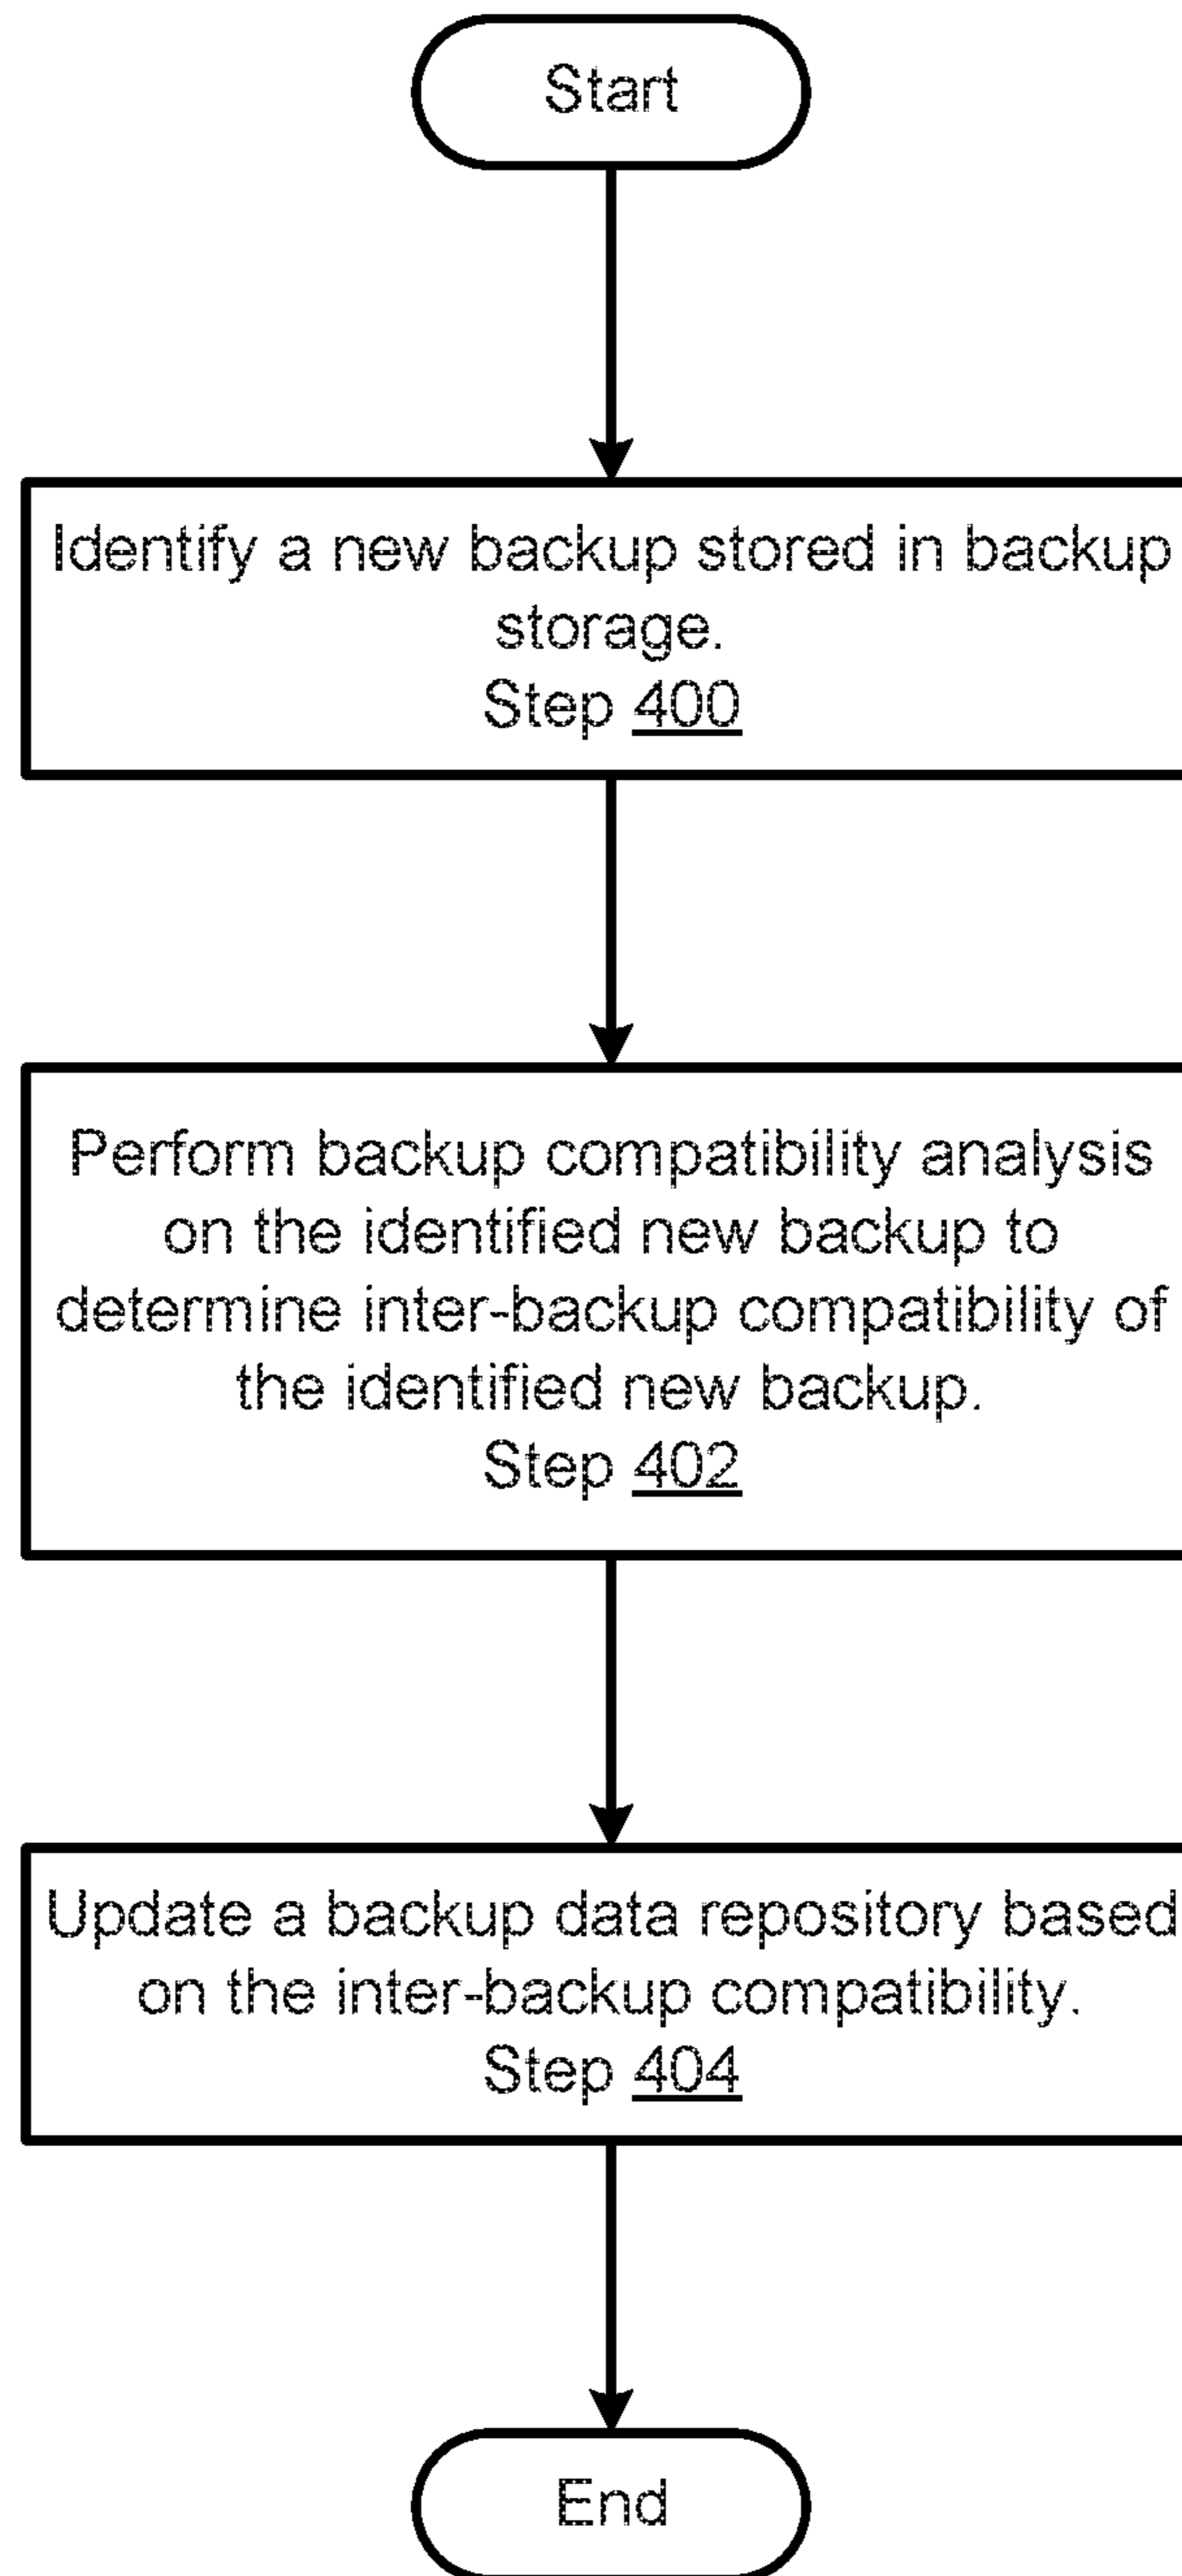 Start
Identify a new backup stored in backup
storage.
Step 400
Perform backup compatibility analysis
on the identified new backup to
determine inter-backup compatibility of
the identified new backup.
Step 402
Update a backup data repository based
on the inter-backup compatibility.
Step 404
End